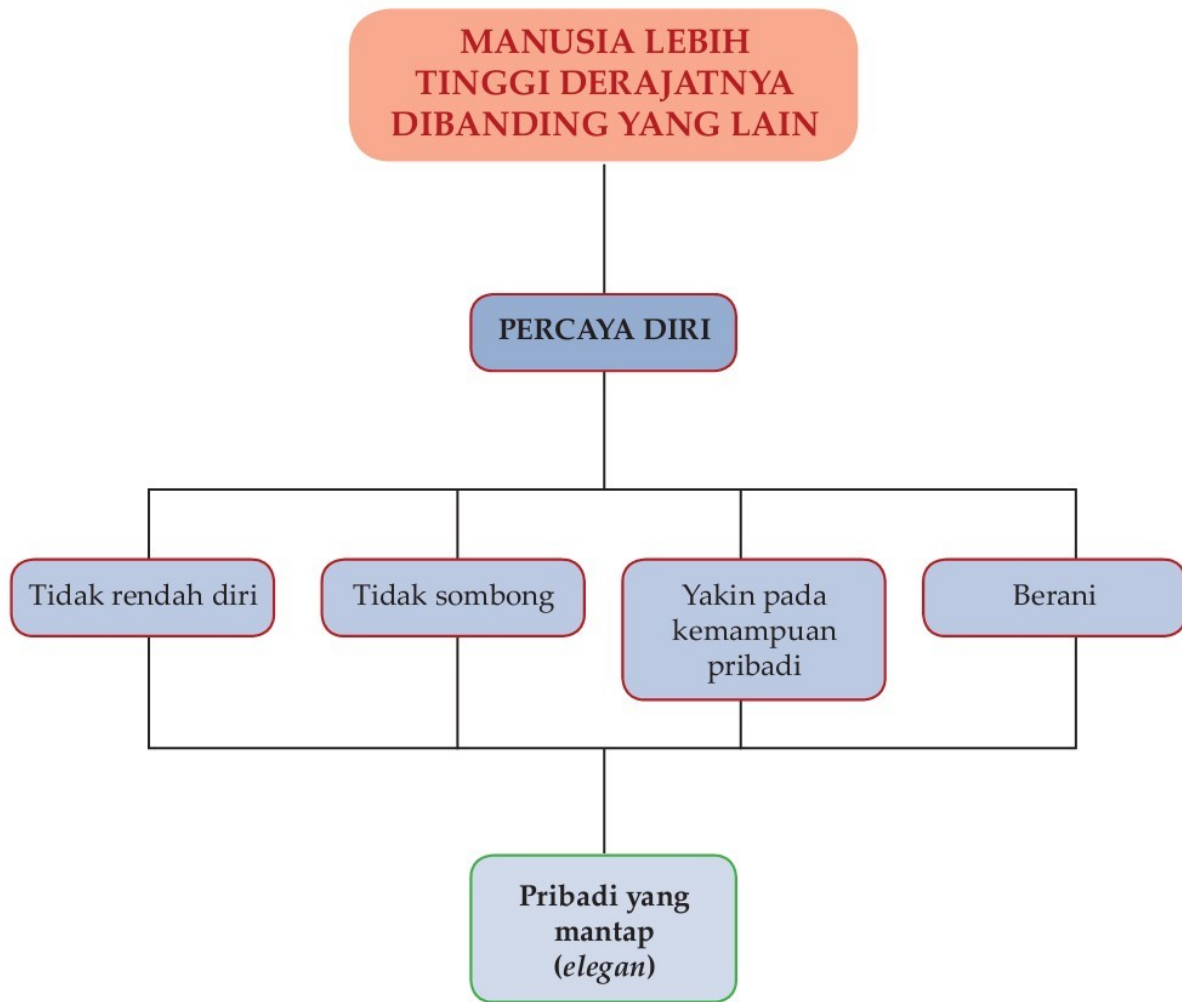 MANUSIA LEBIH
TINGGI DERAJATNYA
DIBANDING YANG LAIN
PERCAYA DIRI
Tidak rendah diri
Tidak sombong
Yakin pada
kemampuan
pribadi
Berani
Pribadi yang
mantap
(elegan)